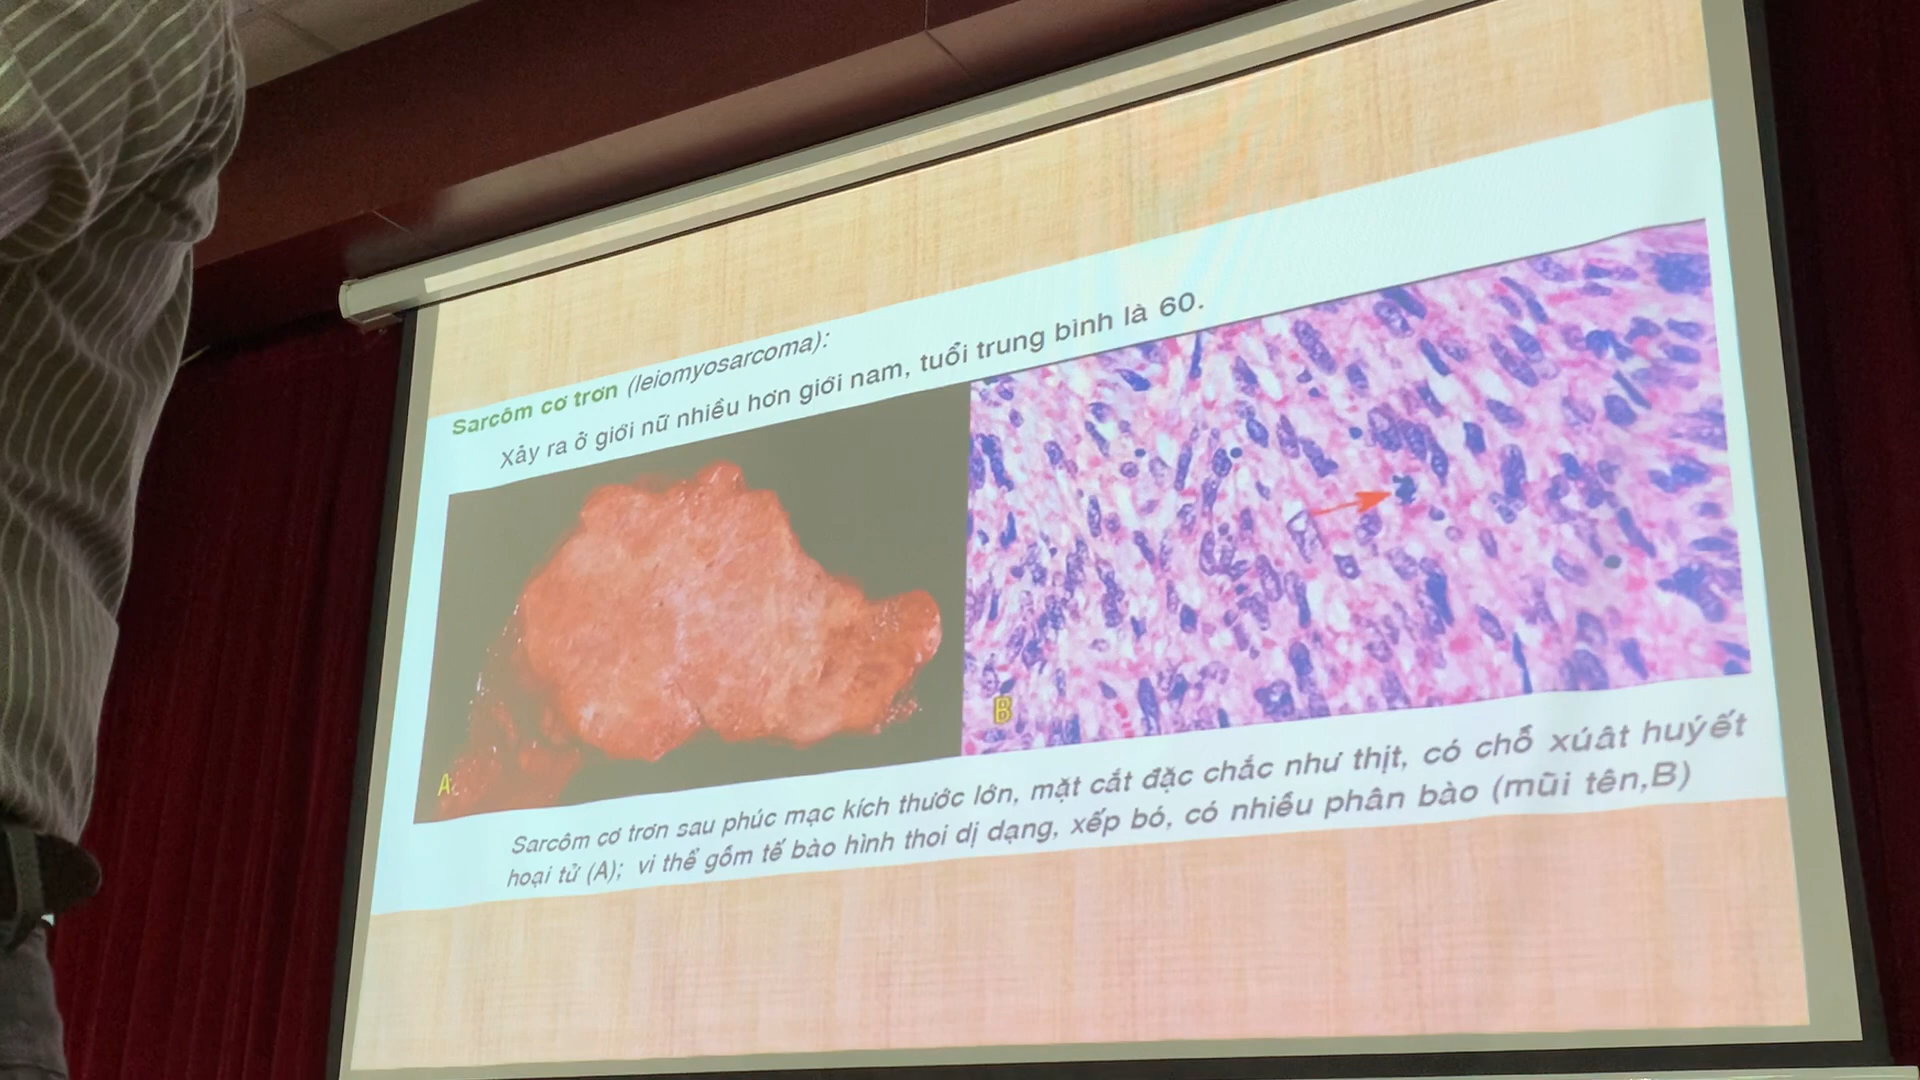 Sarcôm cơ trơn (leiomyosarcoma):
Xảy ra ở giới nữ nhiều hơn giới nam, tuổi trung bình là 60.
A
B
Sarcôm cơ trơn sau phúc mạc kích thước lớn, mặt cắt đặc chắc như thịt, có chỗ xúât huýết
hoại tử (A); vi thể gồm tế bào hình thoi dị dạng, xếp bó, có nhiều phân bào (mũi tên,B)